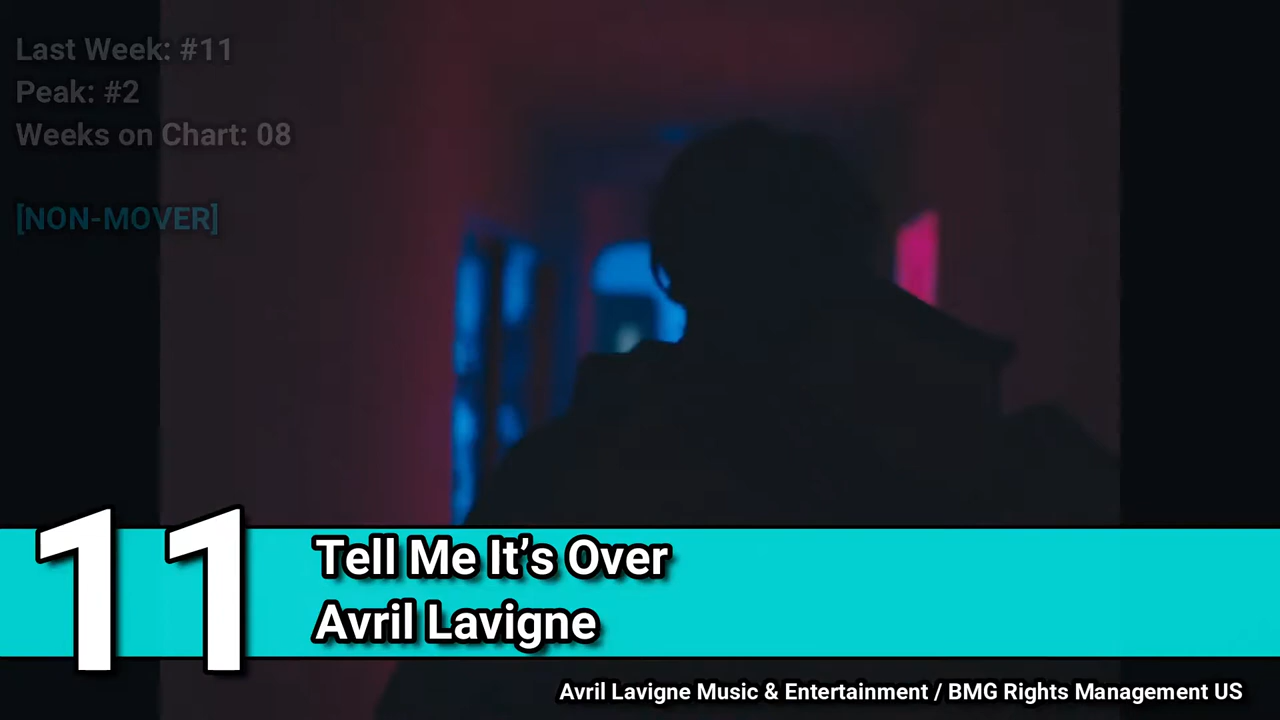 Last Week: #11
Peak: #2
Weeks on Chart: 08
[NON-MOVER]
11
Tell Me It’s Over
Avril Lavigne
Avril Lavigne Music & Entertainment / BMG Rights Management US